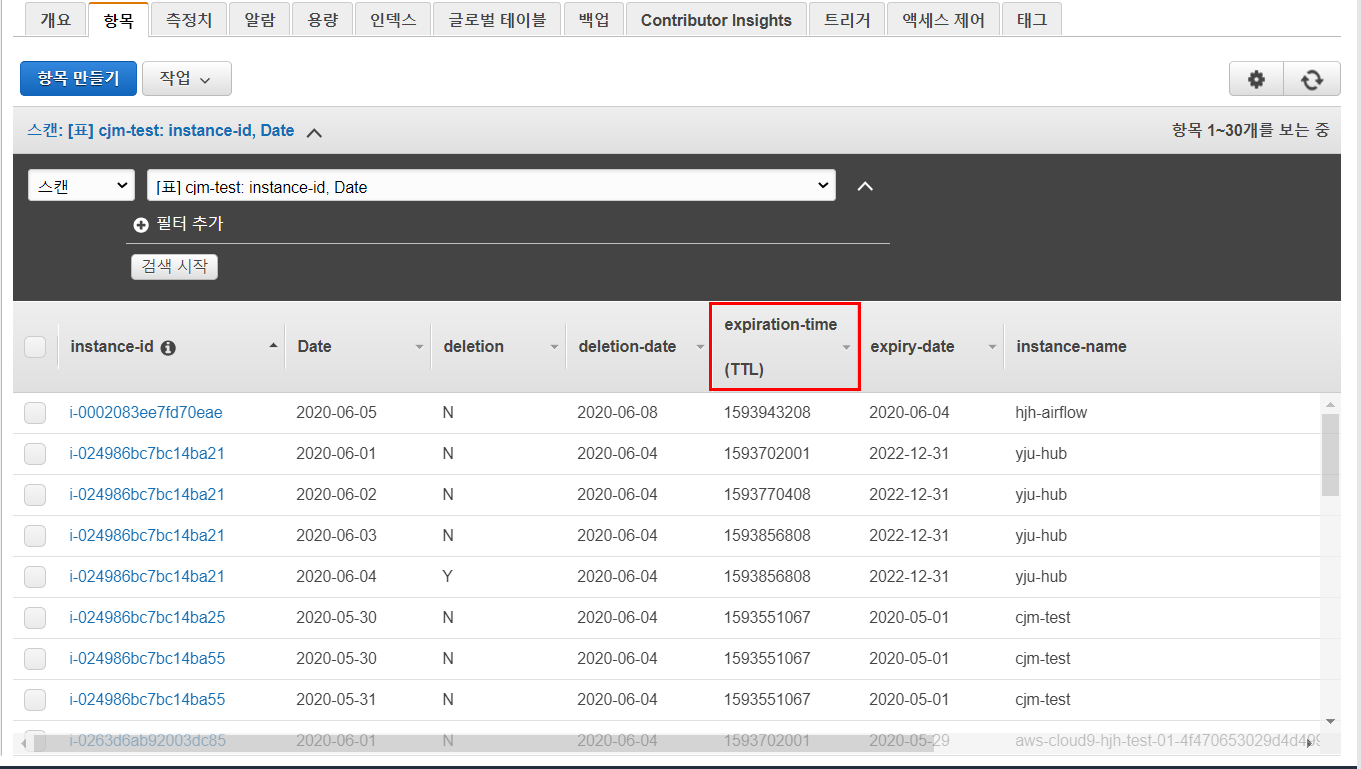 개요 항목 측정치 알람 용량 인덱스 글로벌 테이블 백업 Contributor Insights 트리거 액세스 제어 태그
항목 만들기 작업
스캔: [표] cjm-test: instance-id, Date 항목 1~30개를 보는 중
스캔 [표] cjm-test: instance-id, Date
필터 추가
검색 시작
instance-id Date deletion deletion-date expiration-time (TTL) expiry-date instance-name
i-0002083ee7fd70eae 2020-06-05 N 2020-06-08 1593943208 2020-06-04 hjh-airflow
i-024986bc7bc14ba21 2020-06-01 N 2020-06-04 1593702001 2022-12-31 yju-hub
i-024986bc7bc14ba21 2020-06-02 N 2020-06-04 1593770408 2022-12-31 yju-hub
i-024986bc7bc14ba21 2020-06-03 N 2020-06-04 1593856808 2022-12-31 yju-hub
i-024986bc7bc14ba21 2020-06-04 Y 2020-06-04 1593856808 2022-12-31 yju-hub
i-024986bc7bc14ba25 2020-05-30 N 2020-06-04 1593551067 2020-05-01 cjm-test
i-024986bc7bc14ba55 2020-05-30 N 2020-06-04 1593551067 2020-05-01 cjm-test
i-024986bc7bc14ba55 2020-05-31 N 2020-06-04 1593551067 2020-05-01 cjm-test
i-0263d6ab92003dc85 2020-06-01 N 2020-06-04 1593702001 2020-05-29